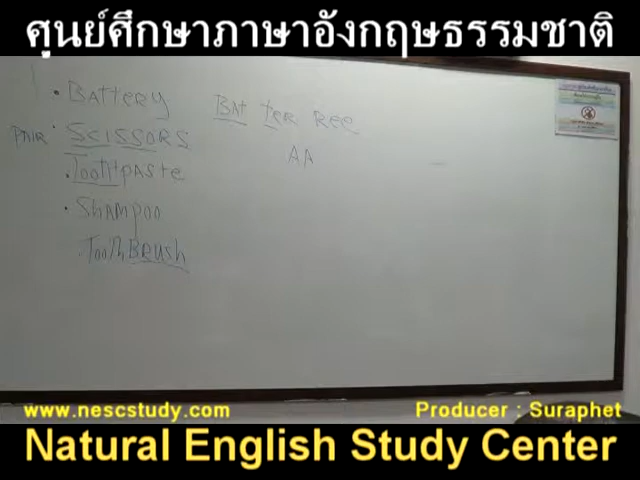 ศูนย์ศึกษาภาษาอังกฤษธรรมชาติ
• BAttery BAt ter Ree
PAIR • SCISSORS AA
• TootHpAste
• SHAMpoo
• TootħBRush
www.nescstudy.com Producer : Suraphet
Natural English Study Center